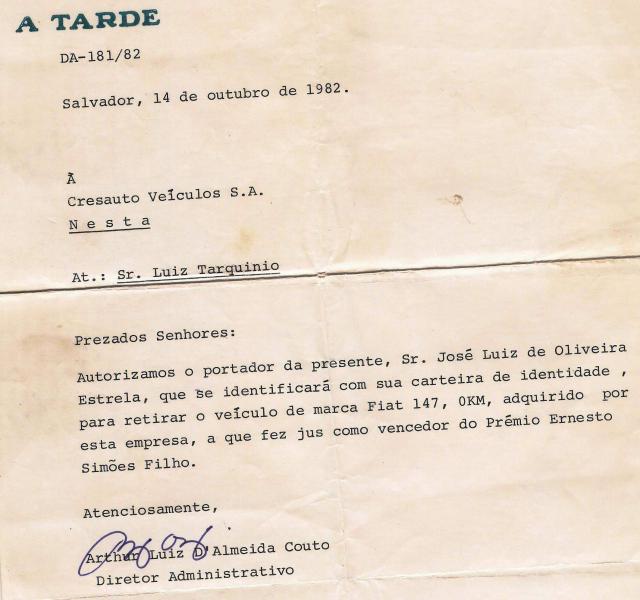 A TARDE
DA-181/82
Salvador, 14 de outubro de 1982.
À
Cresauto Veículos S.A.
N e s t a
At.: Sr. Luiz Tarquinio
Prezados Senhores:
Autorizamos o portador da presente, Sr. José Luiz de Oliveira
Estrela, que se identificará com sua carteira de identidade ,
para retirar o veículo de marca Fiat 147, 0KM, adquirido por
esta empresa, a que fez jus como vencedor do Prémio Ernesto
Simões Filho.
Atenciosamente,
Arthur Luiz D'Almeida Couto
Diretor Administrativo